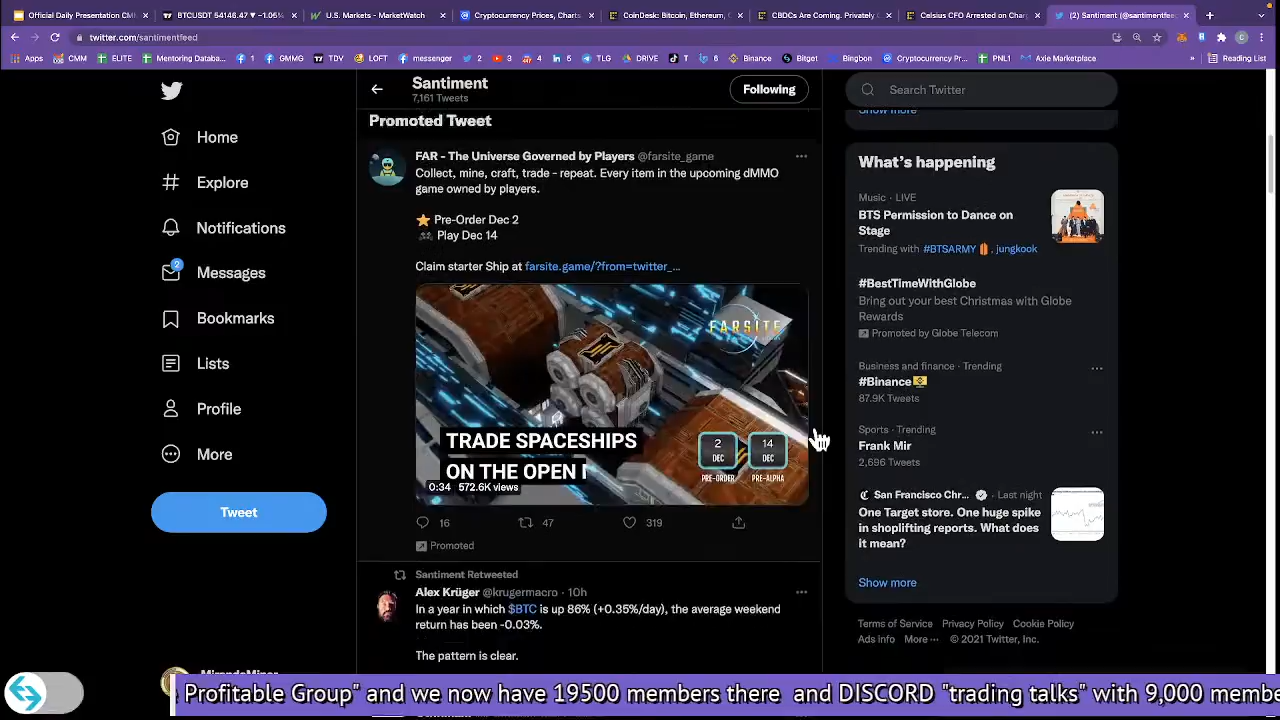 Official Daily Presentation CM
BTCUSDT 54146.47 ▼ −1.05%
U.S. Markets - MarketWatch
Cryptocurrency Prices, Charts
CoinDesk: Bitcoin, Ethereum, C
CBDCs Are Coming. Privately
Celsius CFO Arrested on Charg
(2) Santiment (@santimentfee
twitter.com/santimentfeed
Apps
CMM
ELITE
Mentoring Databa...
1
GMMG
TDV
LOFT
messenger
2
3
4
5
TLG
DRIVE
T
6
Binance
Bitget
Bingbon
Cryptocurrency Pr...
PNL1
Axie Marketplace
»
Reading List
Santiment
7,161 Tweets
Following
Search Twitter
Show more
Home
Explore
Notifications
2
Messages
Bookmarks
Lists
Profile
More
Tweet
Promoted Tweet
FAR - The Universe Governed by Players @farsite_game
Collect, mine, craft, trade - repeat. Every item in the upcoming dMMO
game owned by players.
⭐ Pre-Order Dec 2
Play Dec 14
Claim starter Ship at farsite.game/?from=twitter_...
FARSITE
TRADE SPACESHIPS
ON THE OPEN
2 DEC 14 DEC
PRE-ORDER PRE-ALPHA
0:34 572.6K views
16 47 319
Promoted
Santiment Retweeted
Alex Krüger @krugermacro · 10h
In a year in which $BTC is up 86% (+0.35%/day), the average weekend
return has been -0.03%.
The pattern is clear.
What's happening
Music · LIVE
BTS Permission to Dance on
Stage
Trending with #BTSARMY, jungkook
#BestTimeWithGlobe
Bring out your best Christmas with Globe
Rewards
Promoted by Globe Telecom
Business and finance · Trending
#Binance
87.9K Tweets
Sports · Trending
Frank Mir
2,696 Tweets
San Francisco Chr... · Last night
One Target store. One huge spike
in shoplifting reports. What does
it mean?
Show more
Terms of Service Privacy Policy Cookie Policy
Ads info More ··· © 2021 Twitter, Inc.
Profitable Group" and we now have 19500 members there and DISCORD "trading talks" with 9,000 membe